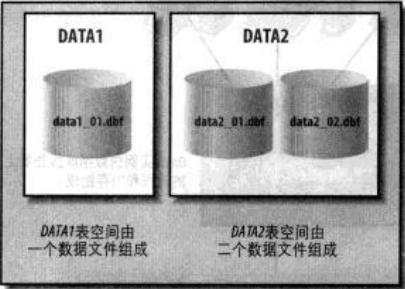 DATA1
DATA2
data1_01.dbf
data2_01.dbf
data2_02.dbf
DATA1表空间由
一个数据文件组成
DATA2表空间由
二个数据文件组成